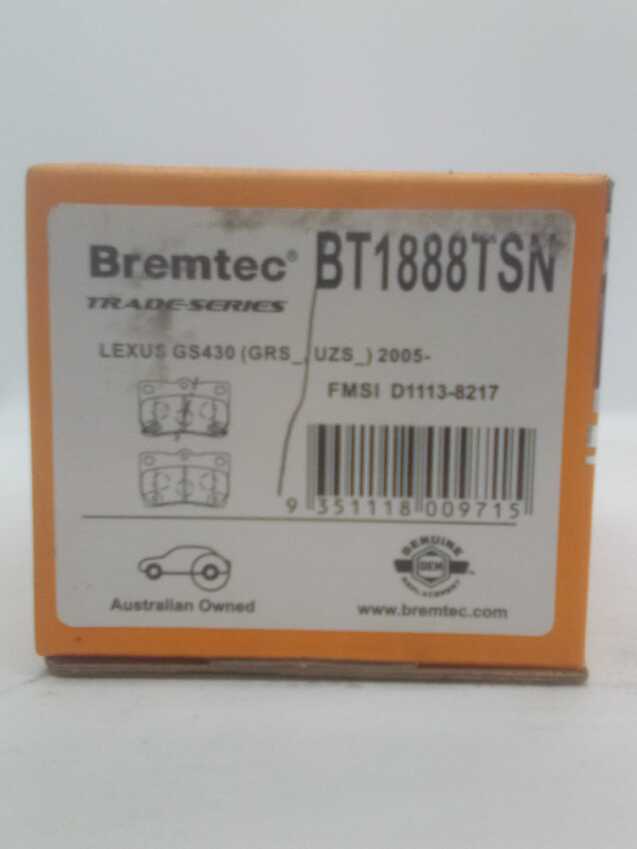 Bremtec® BT1888TSN
TRADE-SERIES
LEXUS GS430 (GRS_, UZS_) 2005-
FMSI D1113-8217
9 351118 009715
GENUINE
OEM
REPLACEMENT
Australian Owned
www.bremtec.com